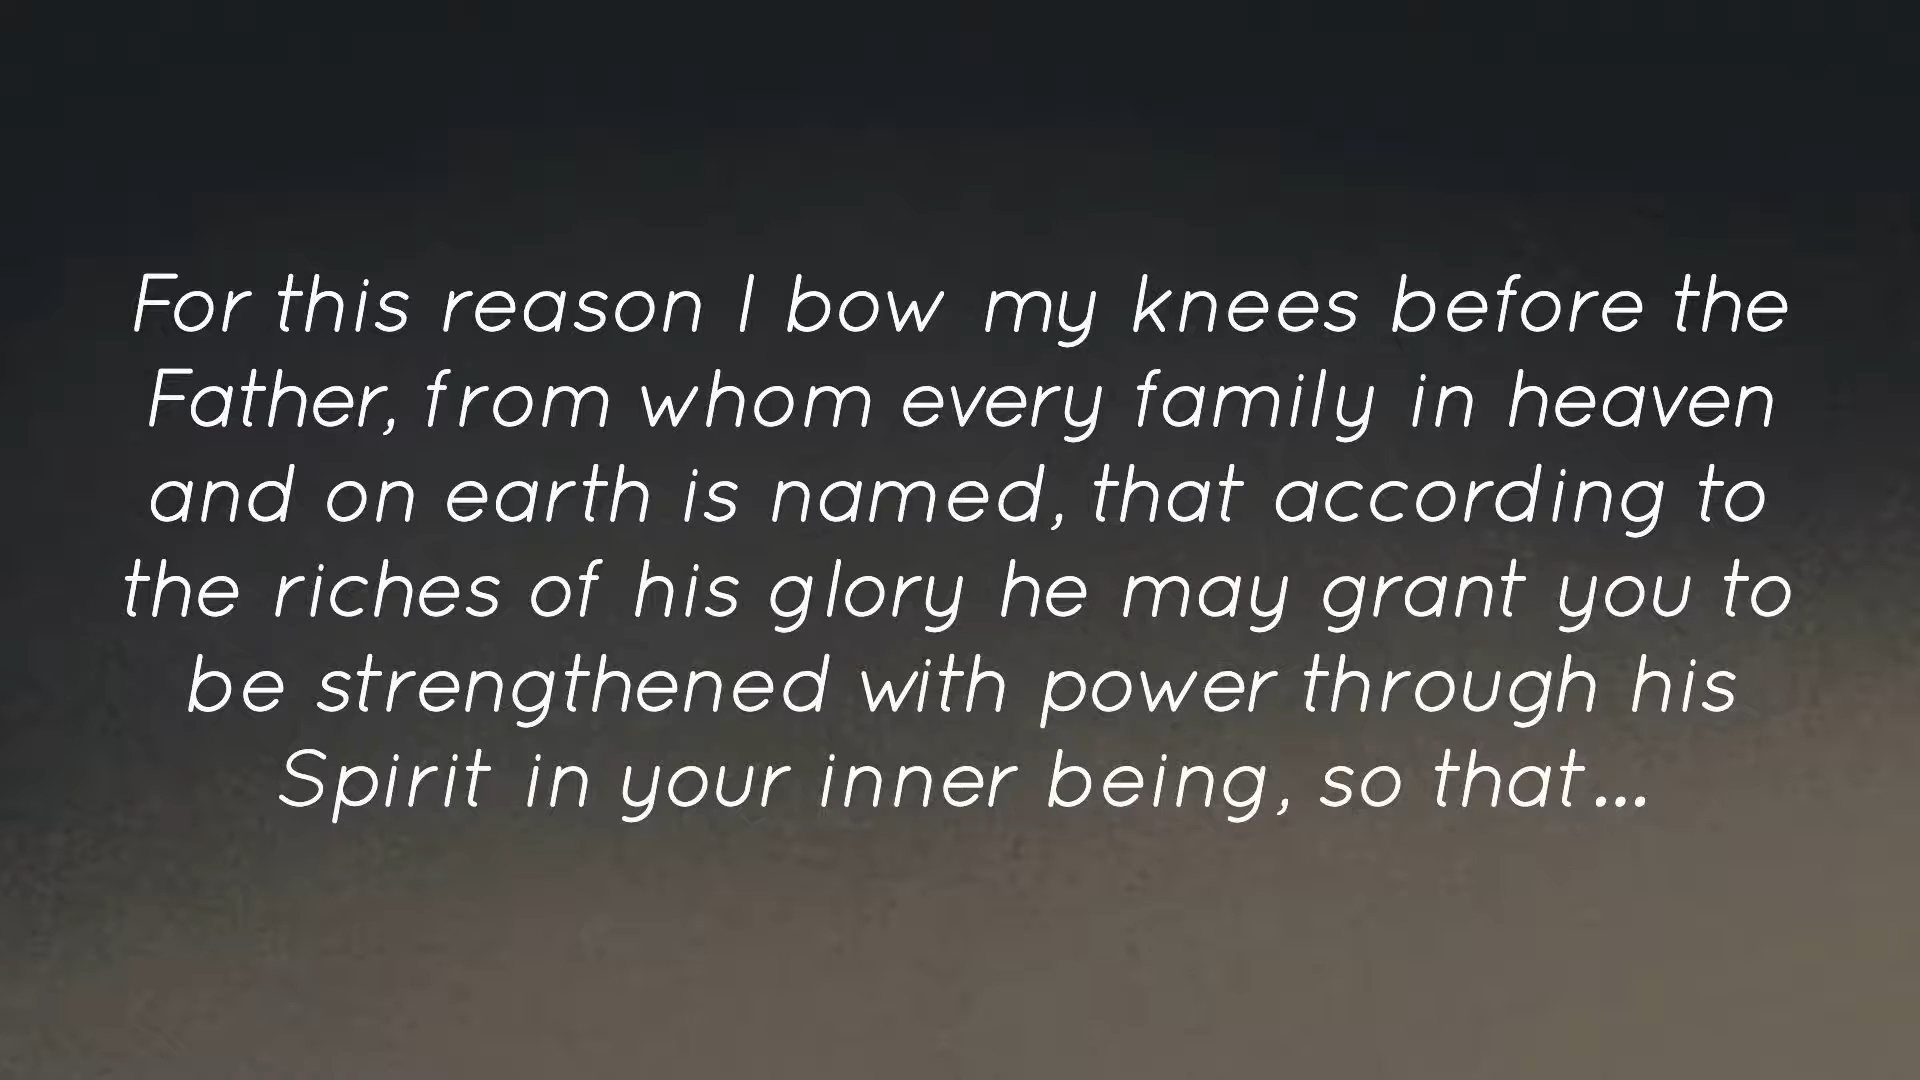 For this reason I bow my knees before the
Father, from whom every family in heaven
and on earth is named, that according to
the riches of his glory he may grant you to
be strengthened with power through his
Spirit in your inner being, so that...